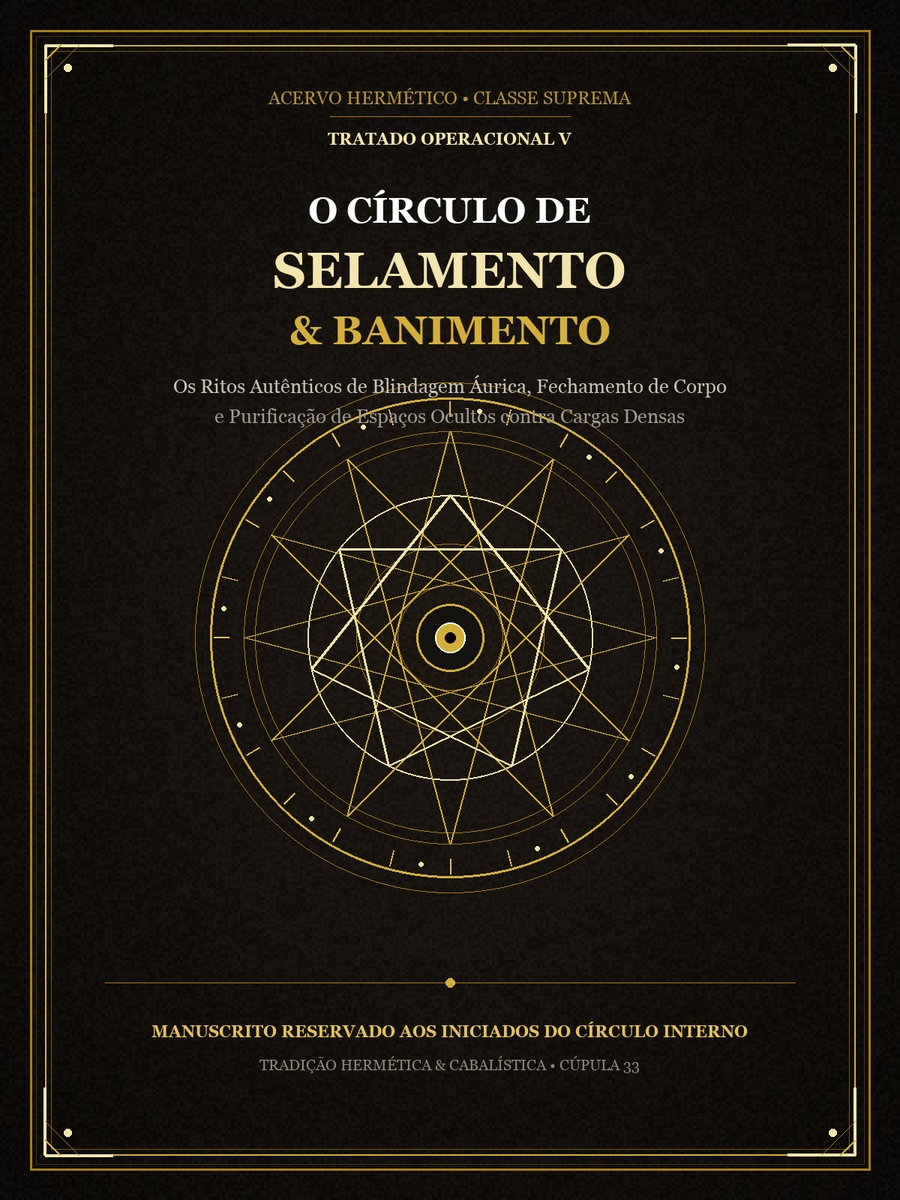 ACERVO HERMÉTICO • CLASSE SUPREMA
TRATADO OPERACIONAL V
O CÍRCULO DE
SELAMENTO
& BANIMENTO
Os Ritos Autênticos de Blindagem Áurica, Fechamento de Corpo
e Purificação de Espaços Ocultos contra Cargas Densas
MANUSCRITO RESERVADO AOS INICIADOS DO CÍRCULO INTERNO
TRADIÇÃO HERMÉTICA & CABALÍSTICA • CÚPULA 33